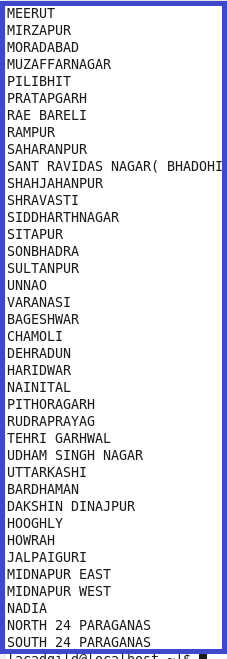 MEERUT
MIRZAPUR
MORADABAD
MUZAFFARNAGAR
PILIBHIT
PRATAPGARH
RAE BARELI
RAMPUR
SAHARANPUR
SANT RAVIDAS NAGAR( BHADOHI
SHAHJAHANPUR
SHRAVASTI
SIDDHARTHNAGAR
SITAPUR
SONBHADRA
SULTANPUR
UNNAO
VARANASI
BAGESHWAR
CHAMOLI
DEHRADUN
HARIDWAR
NAINITAL
PITHORAGARH
RUDRAPRAYAG
TEHRI GARHWAL
UDHAM SINGH NAGAR
UTTARKASHI
BARDHAMAN
DAKSHIN DINAJPUR
HOOGHLY
HOWRAH
JALPAIGURI
MIDNAPUR EAST
MIDNAPUR WEST
NADIA
NORTH 24 PARAGANAS
SOUTH 24 PARAGANAS